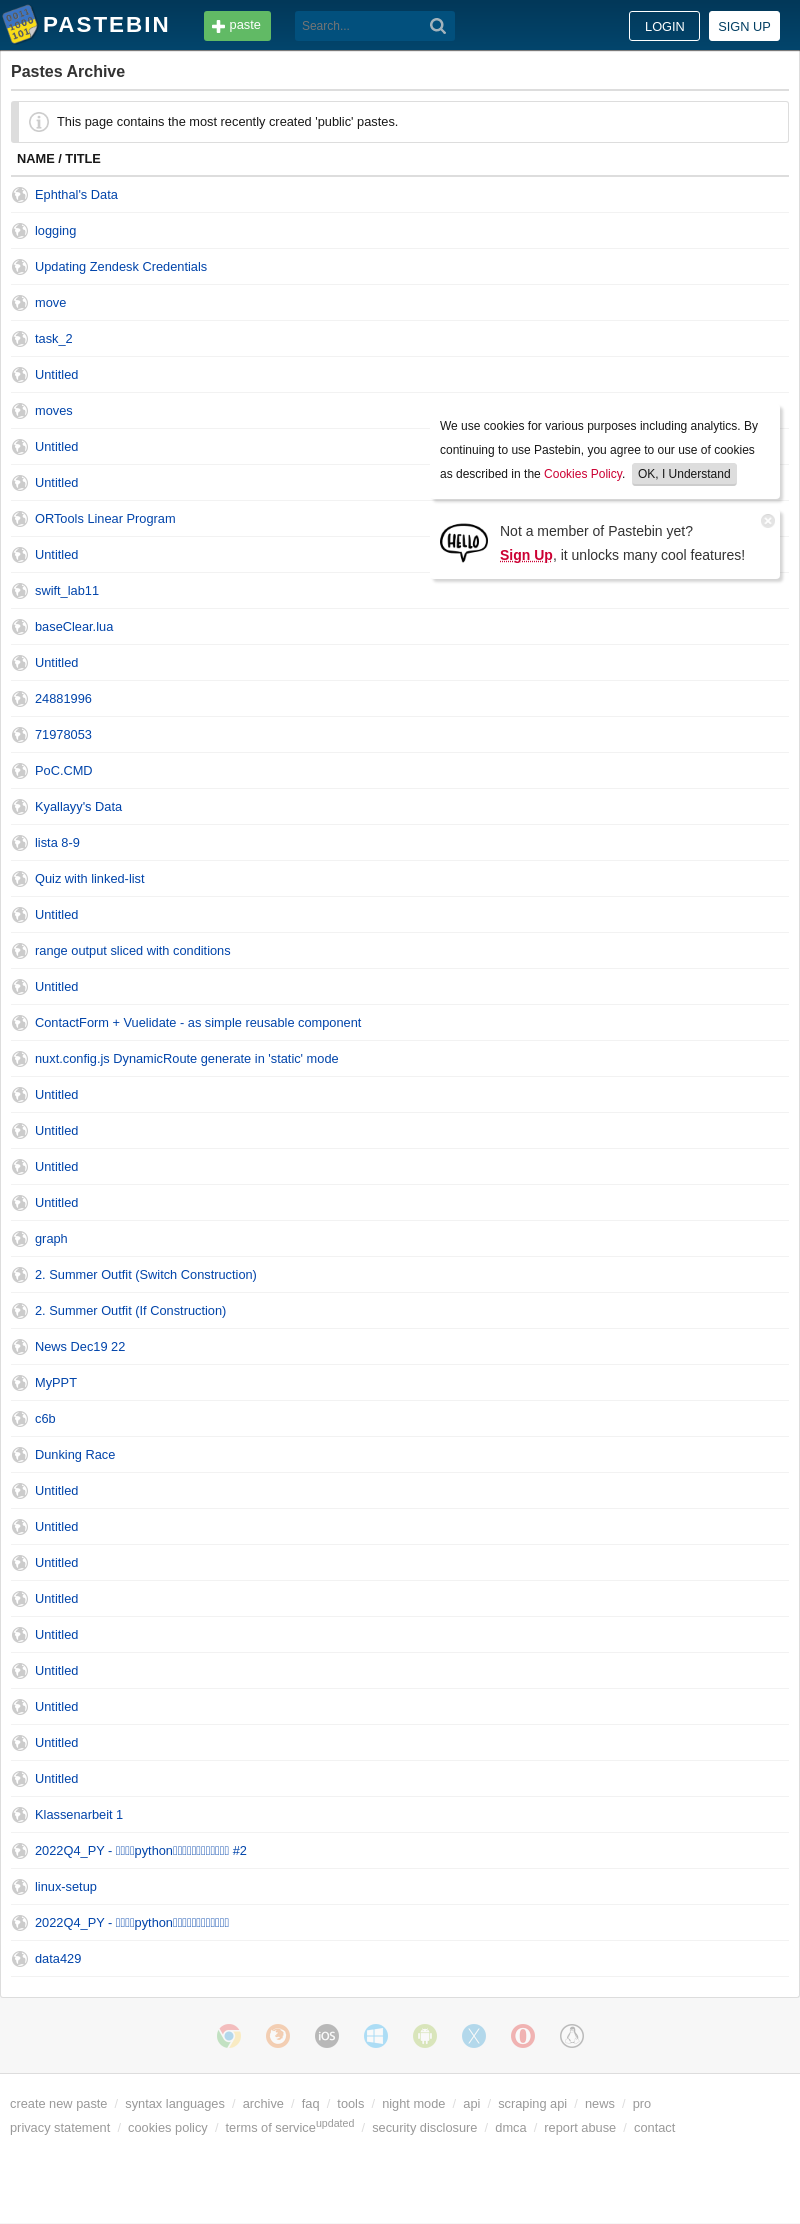 PASTEBIN
paste
Search...
LOGIN
SIGN UP
Pastes Archive
This page contains the most recently created 'public' pastes.
NAME / TITLE
Ephthal's Data
logging
Updating Zendesk Credentials
move
task_2
Untitled
moves
Untitled
Untitled
ORTools Linear Program
Untitled
swift_lab11
baseClear.lua
Untitled
24881996
71978053
PoC.CMD
Kyallayy's Data
lista 8-9
Quiz with linked-list
Untitled
range output sliced with conditions
Untitled
ContactForm + Vuelidate - as simple reusable component
nuxt.config.js DynamicRoute generate in 'static' mode
Untitled
Untitled
Untitled
Untitled
graph
2. Summer Outfit (Switch Construction)
2. Summer Outfit (If Construction)
News Dec19 22
MyPPT
c6b
Dunking Race
Untitled
Untitled
Untitled
Untitled
Untitled
Untitled
Untitled
Untitled
Untitled
Klassenarbeit 1
2022Q4_PY - python #2
linux-setup
2022Q4_PY - python
data429
We use cookies for various purposes including analytics. By
continuing to use Pastebin, you agree to our use of cookies
as described in the Cookies Policy. OK, I Understand
HELLO
Not a member of Pastebin yet?
Sign Up, it unlocks many cool features!
iOS
create new paste / syntax languages / archive / faq / tools / night mode / api / scraping api / news / pro
privacy statement / cookies policy / terms of service updated / security disclosure / dmca / report abuse / contact